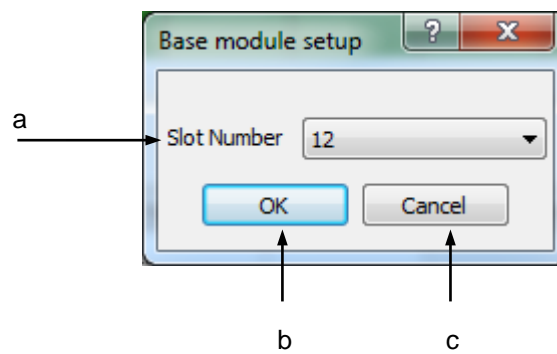 Base module setup ?
a
Slot Number 12
OK Cancel
b c